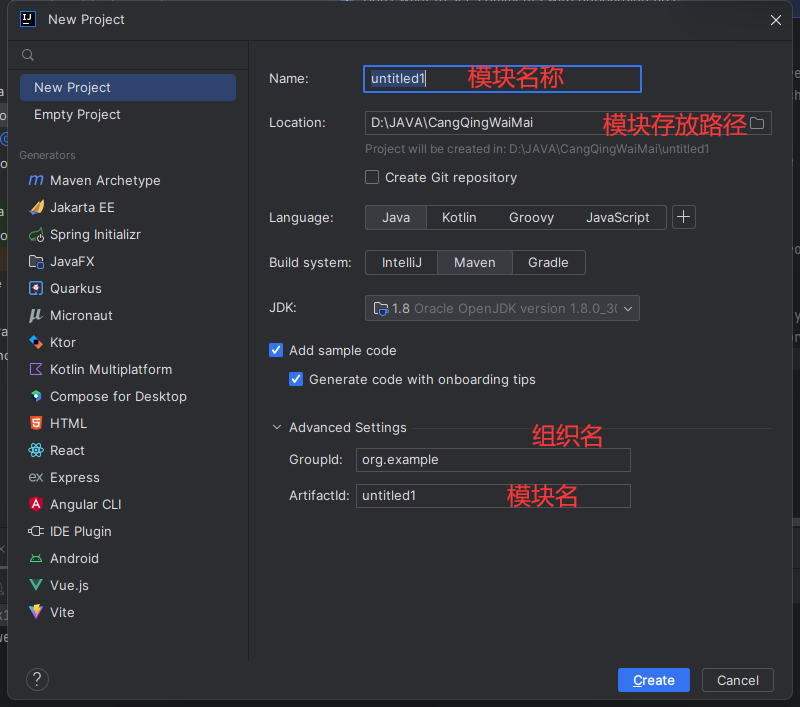 New Project
New Project
Empty Project
Generators
Maven Archetype
Jakarta EE
Spring Initializr
JavaFX
Quarkus
Micronaut
Ktor
Kotlin Multiplatform
Compose for Desktop
HTML
React
Express
Angular CLI
IDE Plugin
Android
Vue.js
Vite
Name: untitled1 模块名称
Location: D:\JAVA\CangQingWaiMai 模块存放路径
Project will be created in: D:\JAVA\CangQingWaiMai\untitled1
Create Git repository
Language: Java Kotlin Groovy JavaScript +
Build system: IntelliJ Maven Gradle
JDK: 1.8 Oracle OpenJDK version 1.8.0_30
Add sample code
Generate code with onboarding tips
Advanced Settings
组织名
GroupId: org.example
ArtifactId: untitled1 模块名
? Create Cancel